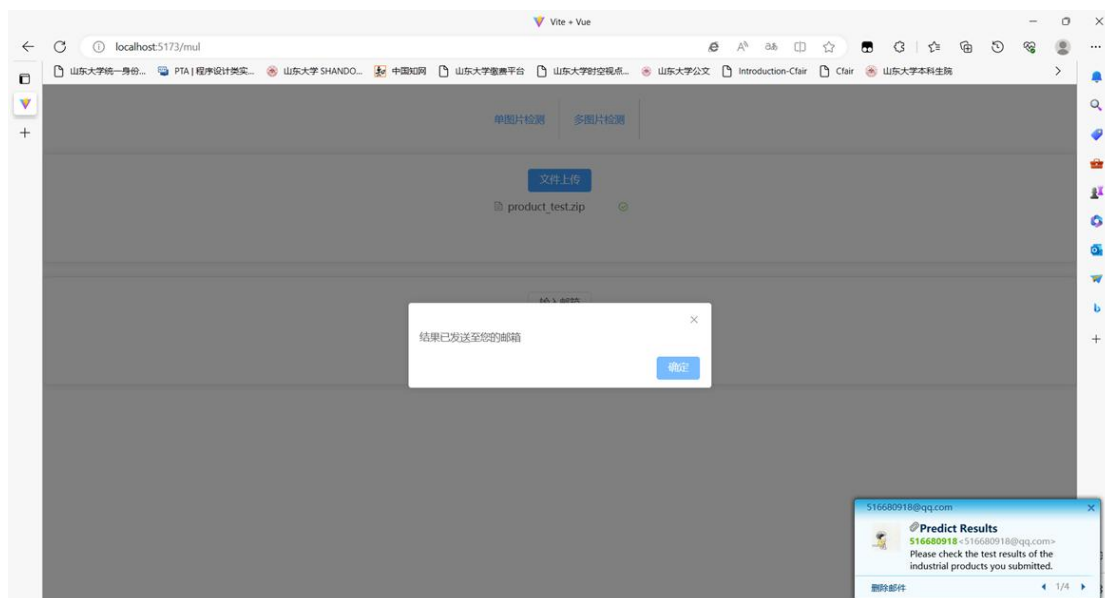 Vite + Vue
localhost:5173/mul
山东大学统一身份...
PTA | 程序设计类实...
山东大学 SHANDO...
中国知网
山东大学缴费平台
山东大学时空视点...
山东大学公文
Introduction-Cfair
Cfair
山东大学本科生院
单图片检测
多图片检测
文件上传
product_test.zip
结果已发送至您的邮箱
确定
516680918@qq.com
Predict Results
516680918 <516680918@qq.com>
Please check the test results of the
industrial products you submitted.
删除邮件
1/4